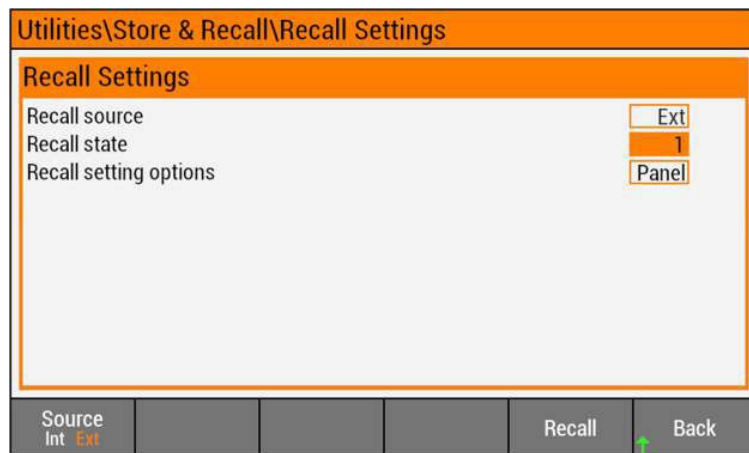 Utilities\Store & Recall\Recall Settings
Recall Settings
Recall source Ext
Recall state 1
Recall setting options Panel
Source
Int Ext
Recall
Back